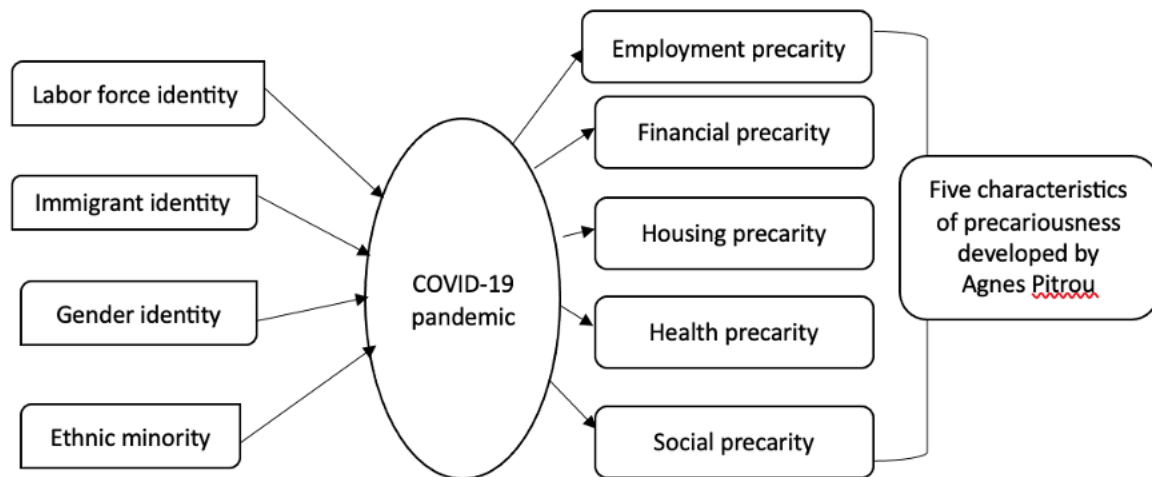 Labor force identity
Immigrant identity
Gender identity
Ethnic minority
COVID-19
pandemic
Employment precarity
Financial precarity
Housing precarity
Health precarity
Social precarity
Five characteristics
of precariousness
developed by
Agnes Pitrou